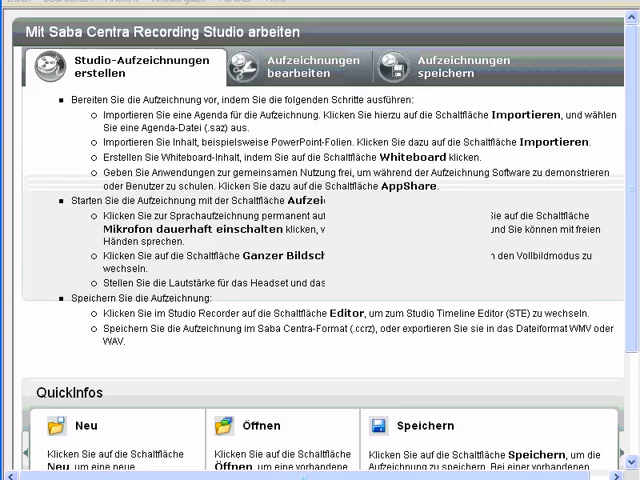 Mit Saba Centra Recording Studio arbeiten
Studio-Aufzeichnungen
erstellen
Aufzeichnungen
bearbeiten
Aufzeichnungen
speichern
Bereiten Sie die Aufzeichnung vor, indem Sie die folgenden Schritte ausführen:
Importieren Sie eine Agenda für die Aufzeichnung. Klicken Sie hierzu auf die Schaltfläche Importieren, und wählen
Sie eine Agenda-Datei (.saz) aus.
Importieren Sie Inhalt, beispielsweise PowerPoint-Folien. Klicken Sie dazu auf die Schaltfläche Importieren.
Erstellen Sie Whiteboard-Inhalt, indem Sie auf die Schaltfläche Whiteboard klicken.
Geben Sie Anwendungen zur gemeinsamen Nutzung frei, um während der Aufzeichnung Software zu demonstrieren
oder Benutzer zu schulen. Klicken Sie dazu auf die Schaltfläche AppShare.
Starten Sie die Aufzeichnung mit der Schaltfläche Aufzei
Klicken Sie zur Sprachaufzeichnung permanent auf Sie auf die Schaltfläche
Mikrofon dauerhaft einschalten klicken, und Sie können mit freien
Händen sprechen.
Klicken Sie auf die Schaltfläche Ganzer Bildsch den Vollbildmodus zu
wechseln.
Stellen Sie die Lautstärke für das Headset und das
Speichern Sie die Aufzeichnung:
Klicken Sie im Studio Recorder auf die Schaltfläche Editor, um zum Studio Timeline Editor (STE) zu wechseln.
Speichern Sie die Aufzeichnung im Saba Centra-Format (.ccrz), oder exportieren Sie sie in das Dateiformat WMV oder
WAV.
QuickInfos
Neu
Klicken Sie auf die Schaltfläche
Neu, um eine neue
Öffnen
Klicken Sie auf die Schaltfläche
Öffnen, um eine vorhandene
Speichern
Klicken Sie auf die Schaltfläche Speichern, um die
Aufzeichnung zu speichern. Bei einer vorhandenen